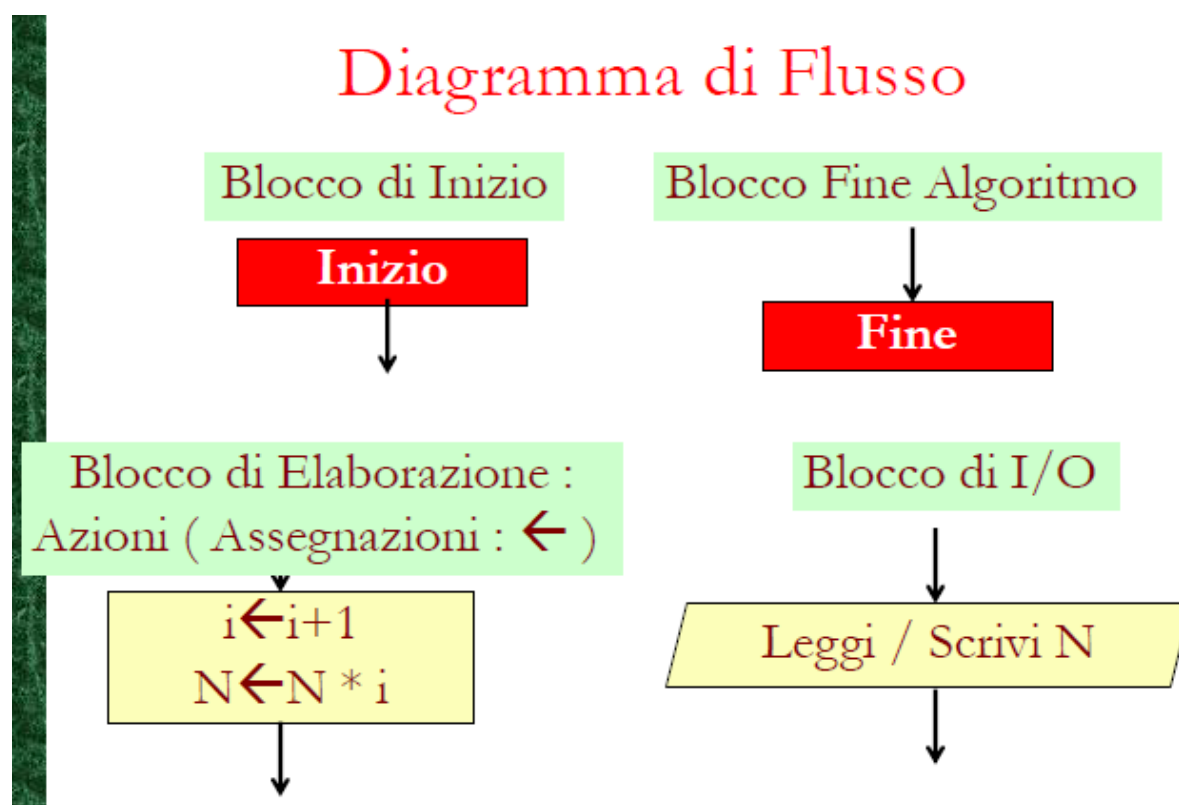 Diagramma di Flusso
Blocco di Inizio
Inizio
Blocco Fine Algoritmo
Fine
Blocco di Elaborazione :
Azioni ( Assegnazioni : ← )
i←i+1
N←N * i
Blocco di I/O
Leggi / Scrivi N